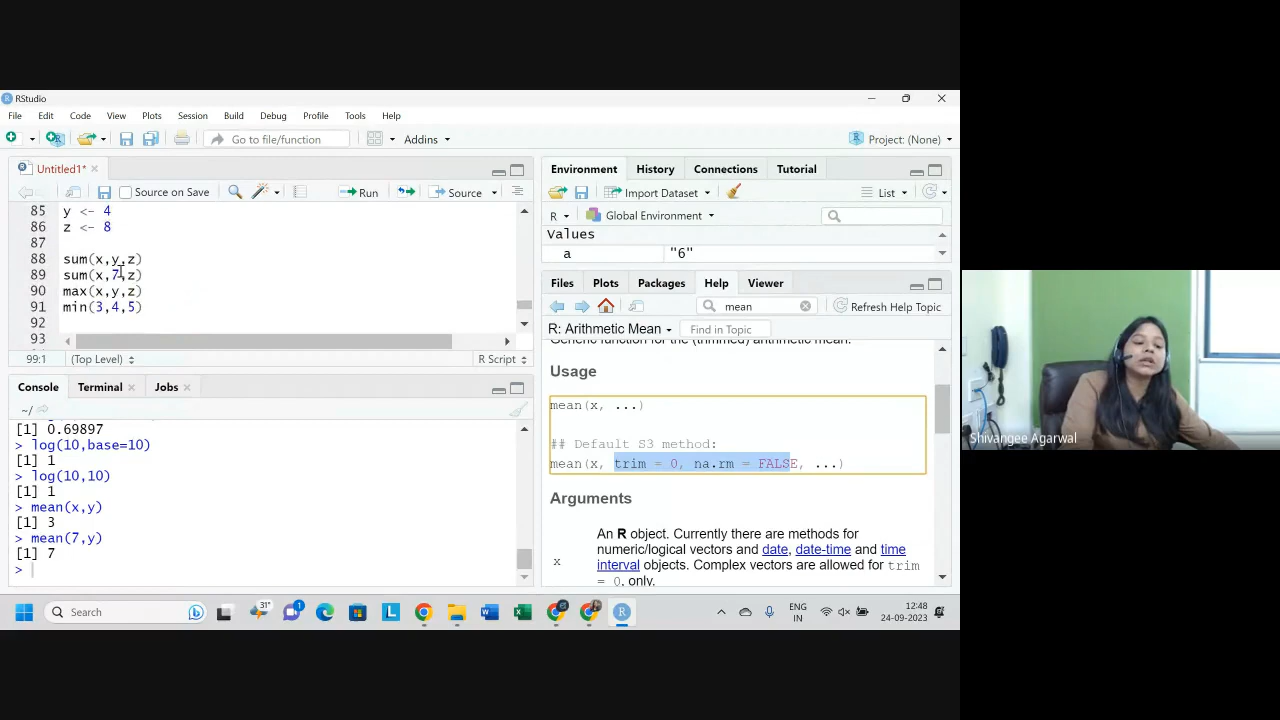 RStudio
File Edit Code View Plots Session Build Debug Profile Tools Help
Go to file/function Addins Project: (None)
Untitled1*
Source on Save Run Source
85 y <- 4
86 z <- 8
87
88 sum(x,y,z)
89 sum(x,7,z)
90 max(x,y,z)
91 min(3,4,5)
92
93
99:1 (Top Level) R Script
Console Terminal Jobs
~/
[1] 0.69897
> log(10,base=10)
[1] 1
> log(10,10)
[1] 1
> mean(x,y)
[1] 3
> mean(7,y)
[1] 7
>
Environment History Connections Tutorial
Import Dataset List
R Global Environment
Values
a "6"
Files Plots Packages Help Viewer
mean Refresh Help Topic
R: Arithmetic Mean Find in Topic
Generic function for the (trimmed) arithmetic mean.
Usage
mean(x, ...)
## Default S3 method:
mean(x, trim = 0, na.rm = FALSE, ...)
Arguments
x
An R object. Currently there are methods for
numeric/logical vectors and date, date-time and time
interval objects. Complex vectors are allowed for trim
= 0, only.
Shivangee Agarwal
Search
31°
1
ENG
IN
12:48
24-09-2023